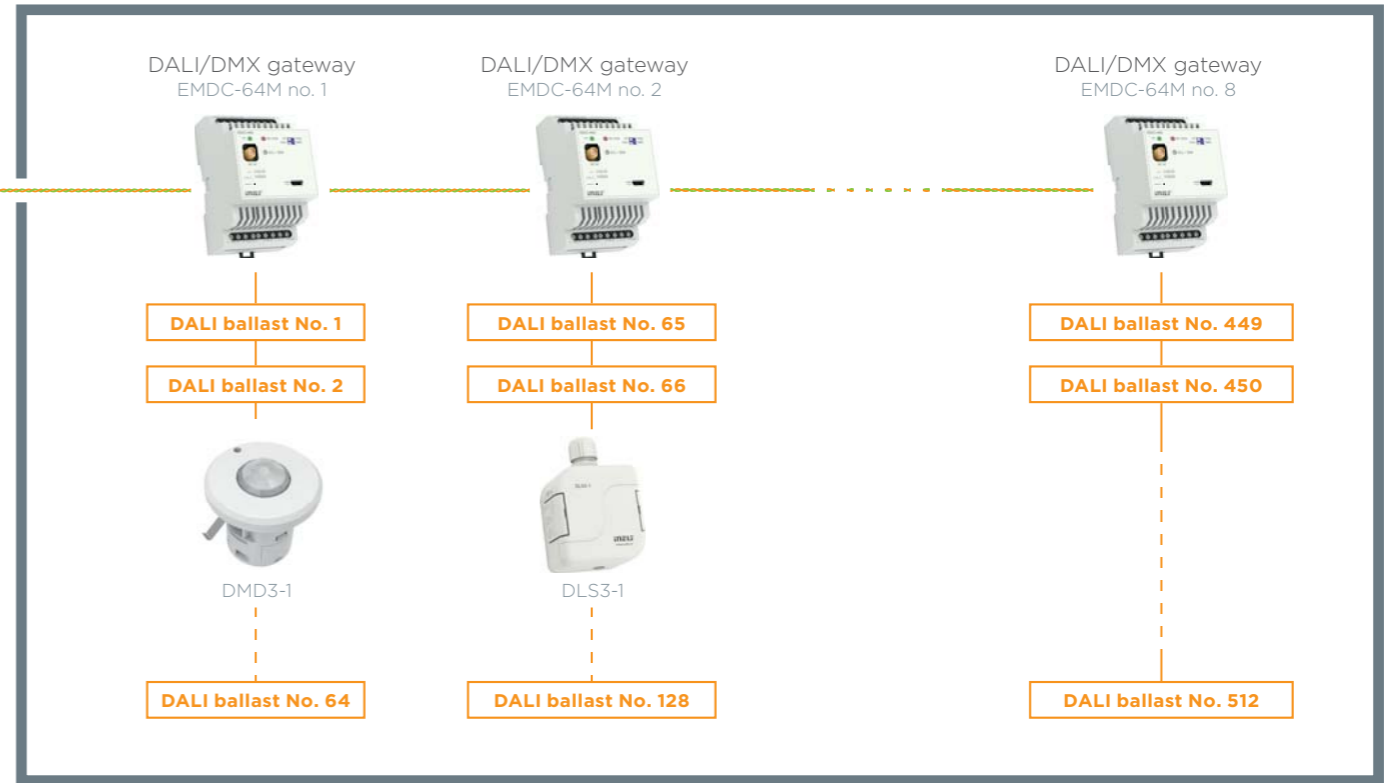 DALI/DMX gateway
EMDC-64M no. 1
DALI/DMX gateway
EMDC-64M no. 2
DALI/DMX gateway
EMDC-64M no. 8
DALI ballast No. 1
DALI ballast No. 65
DALI ballast No. 449
DALI ballast No. 2
DALI ballast No. 66
DALI ballast No. 450
DLS3-1
DMD3-1
DLS3-1
DALI ballast No. 64
DALI ballast No. 128
DALI ballast No. 512